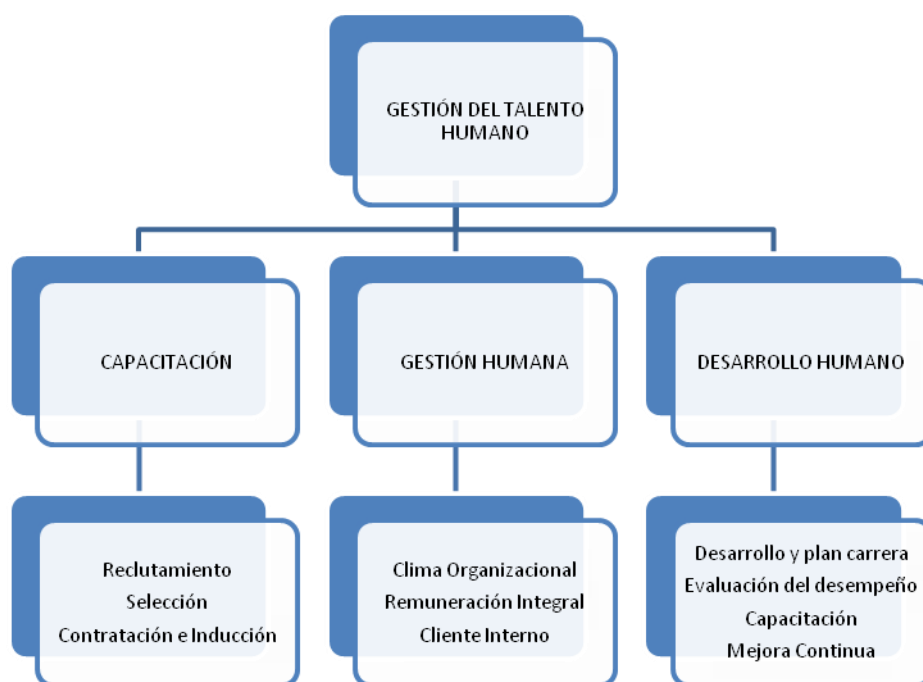 GESTIÓN DEL TALENTO
HUMANO
CAPACITACIÓN
GESTIÓN HUMANA
DESARROLLO HUMANO
Reclutamiento
Selección
Contratación e Inducción
Clima Organizacional
Remuneración Integral
Cliente Interno
Desarrollo y plan carrera
Evaluación del desempeño
Capacitación
Mejora Continua